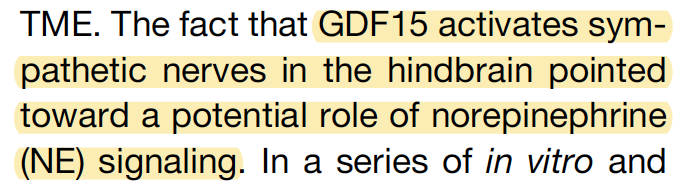 TME. The fact that GDF15 activates sym-
pathetic nerves in the hindbrain pointed
toward a potential role of norepinephrine
(NE) signaling. In a series of in vitro and